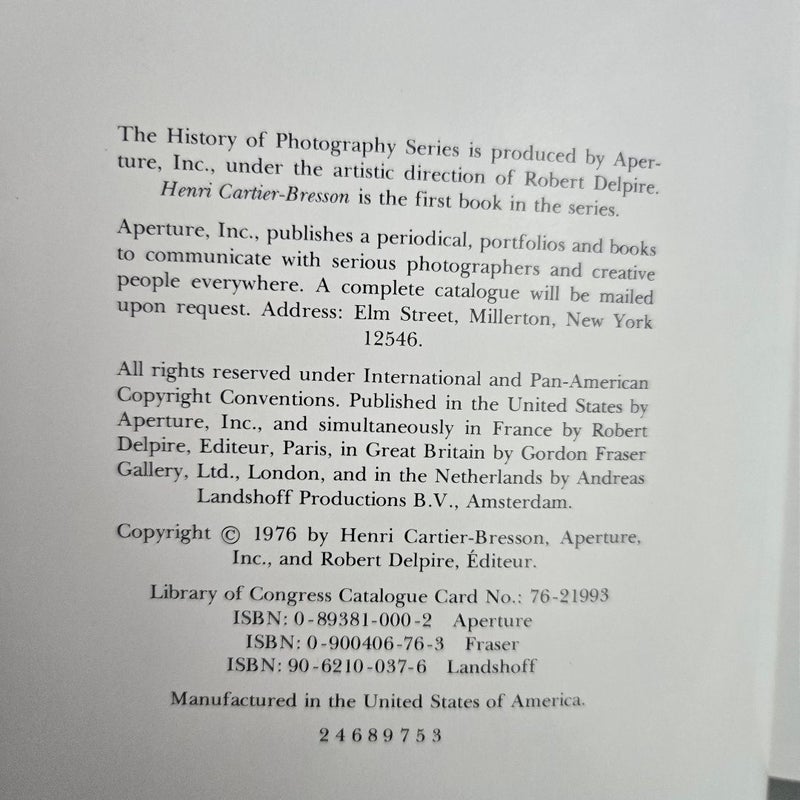 The History of Photography Series is produced by Aper-
ture, Inc., under the artistic direction of Robert Delpire.
Henri Cartier-Bresson is the first book in the series.
Aperture, Inc., publishes a periodical, portfolios and books
to communicate with serious photographers and creative
people everywhere. A complete catalogue will be mailed
upon request. Address: Elm Street, Millerton, New York
12546.
All rights reserved under International and Pan-American
Copyright Conventions. Published in the United States by
Aperture, Inc., and simultaneously in France by Robert
Delpire, Editeur, Paris, in Great Britain by Gordon Fraser
Gallery, Ltd., London, and in the Netherlands by Andreas
Landshoff Productions B.V., Amsterdam.
Copyright © 1976 by Henri Cartier-Bresson, Aperture,
Inc., and Robert Delpire, Éditeur.
Library of Congress Catalogue Card No.: 76-21993
ISBN: 0-89381-000-2 Aperture
ISBN: 0-900406-76-3 Fraser
ISBN: 90-6210-037-6 Landshoff
Manufactured in the United States of America.
2 4 6 8 9 7 5 3